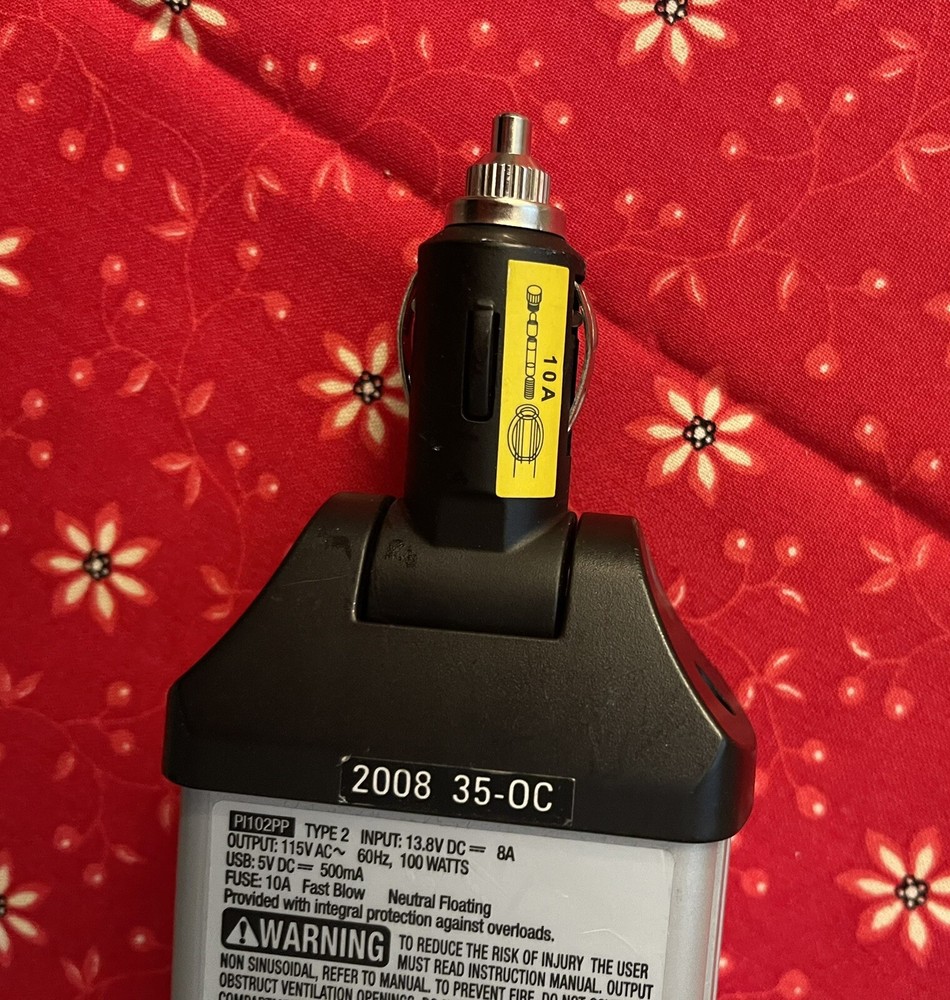 10A
2008 35-OC
PI102PP TYPE 2 INPUT: 13.8V DC⎓ 8A
OUTPUT: 115V AC～ 60Hz, 100 WATTS
USB: 5V DC⎓ 500mA
FUSE: 10A Fast Blow Neutral Floating
Provided with integral protection against overloads.
WARNING TO REDUCE THE RISK OF INJURY THE USER
MUST READ INSTRUCTION MANUAL. OUTPUT
NON SINUSOIDAL, REFER TO MANUAL. TO PREVENT FIRE, DO NOT
OBSTRUCT VENTILATION OPENINGS.